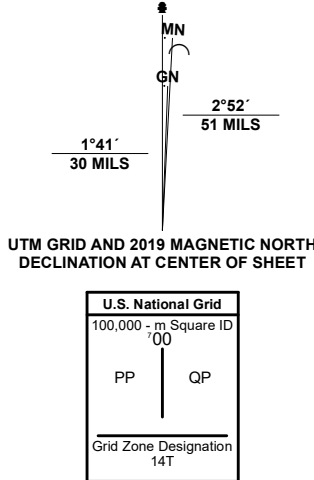 MN
GN
2°52´
51 MILS
1°41´
30 MILS
UTM GRID AND 2019 MAGNETIC NORTH
DECLINATION AT CENTER OF SHEET
U.S. National Grid
100,000 - m Square ID
⁷00
PP QP
Grid Zone Designation
14T